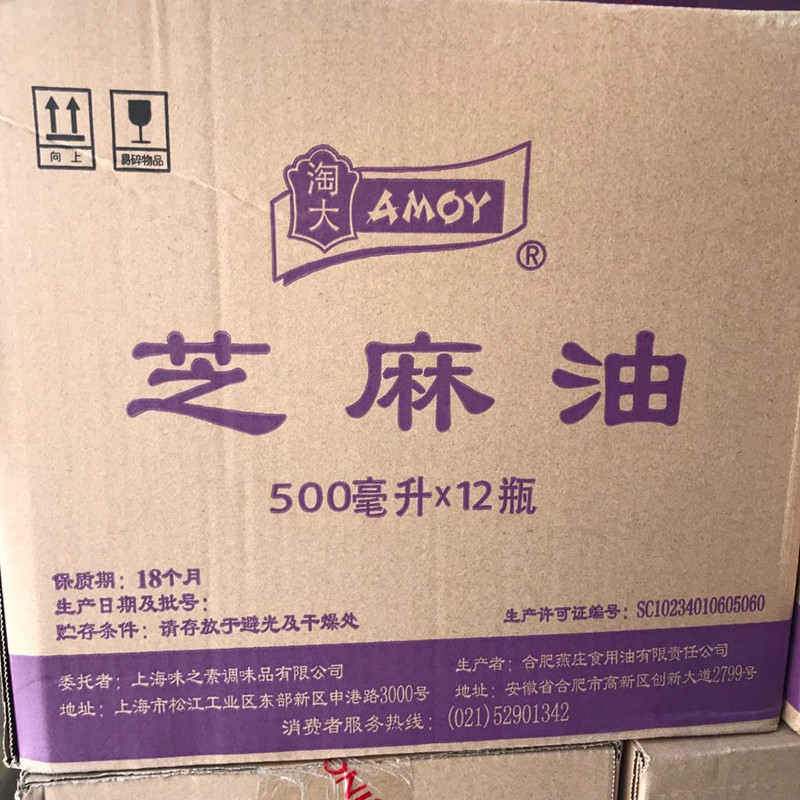 向上
易碎物品
淘大
AMOY
®
芝麻油
500毫升×12瓶
保质期：18个月
生产日期及批号：
贮存条件：请存放于避光及干燥处
生产许可证编号：SC10234010605060
委托者：上海味之素调味品有限公司
地址：上海市松江工业区东部新区申港路3000号
生产者：合肥燕庄食用油有限责任公司
地址：安徽省合肥市高新区创新大道2799号
消费者服务热线：(021)52901342